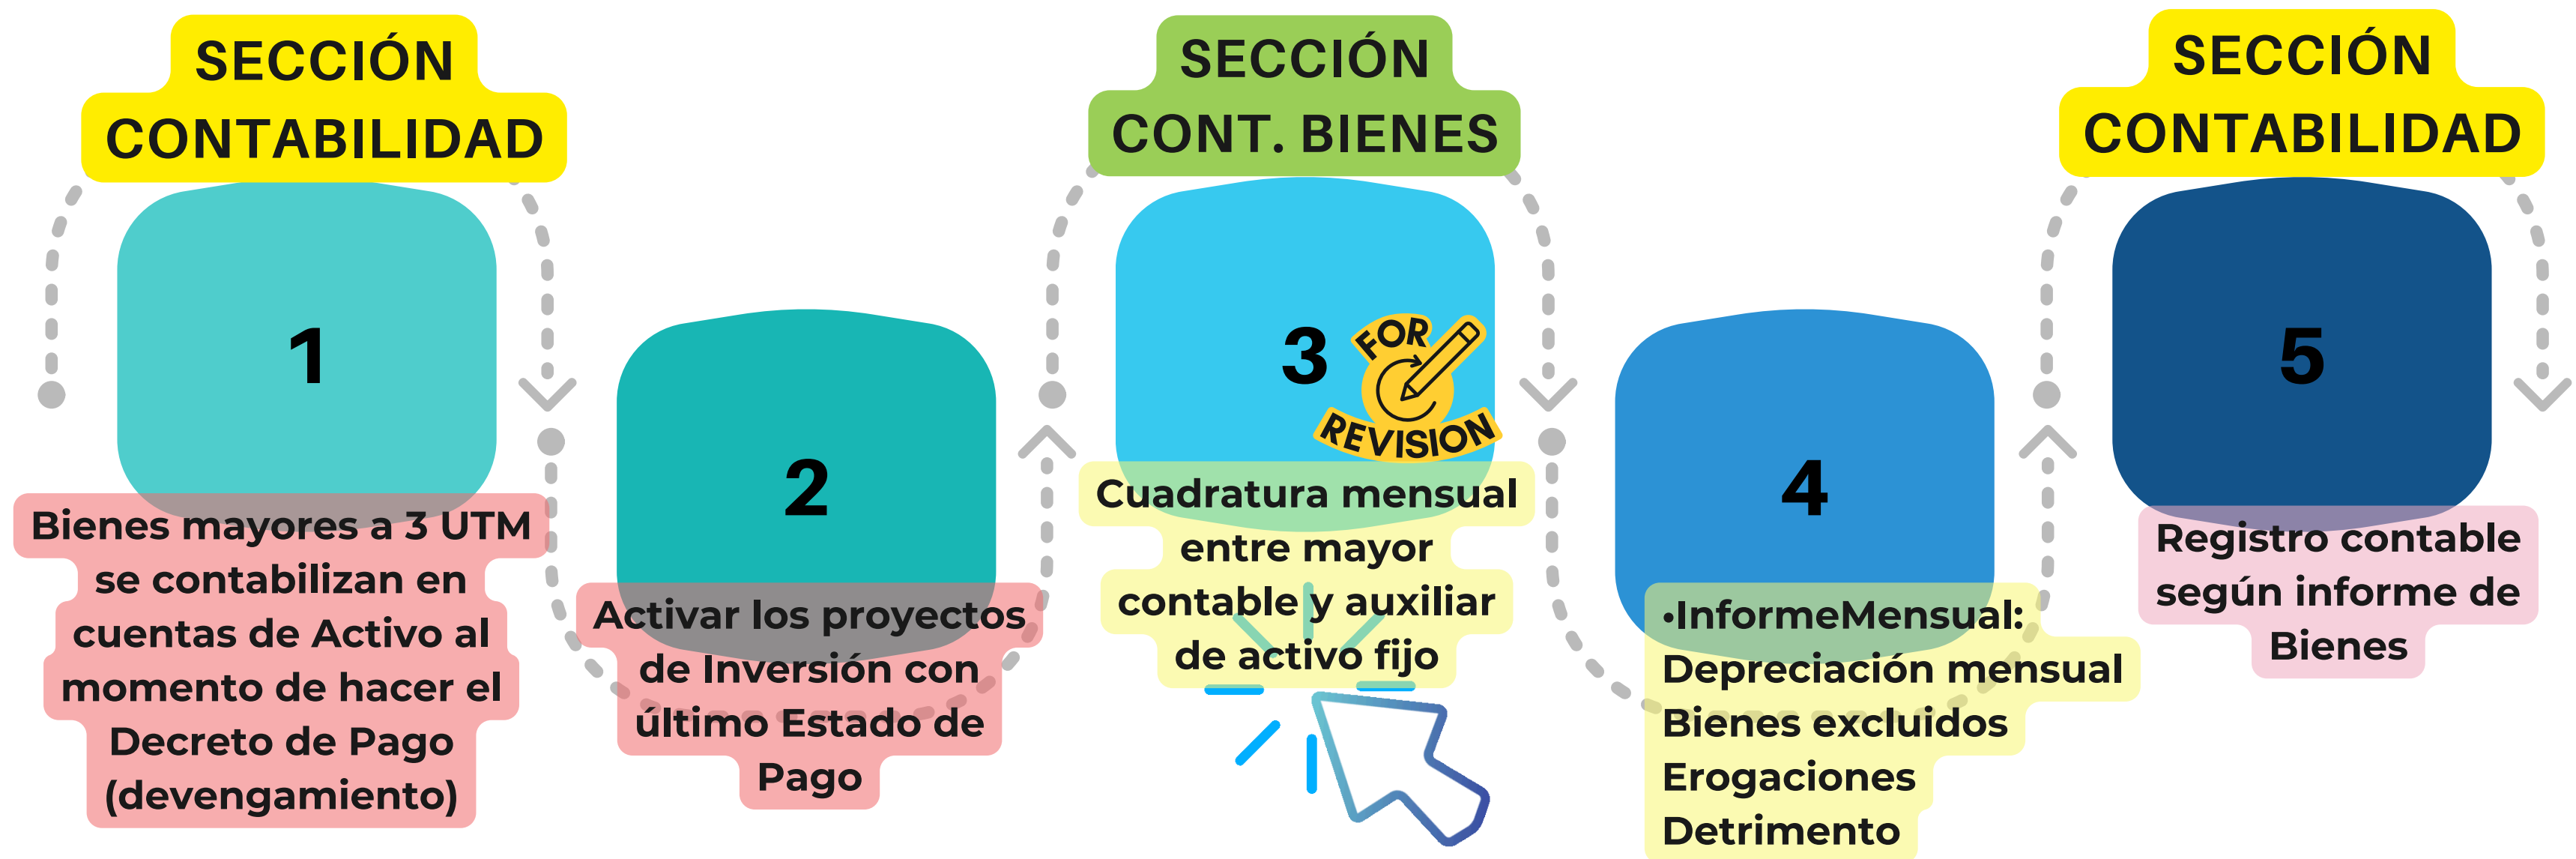 SECCIÓN
CONTABILIDAD
1
Bienes mayores a 3 UTM
se contabilizan en
cuentas de Activo al
momento de hacer el
Decreto de Pago
(devengamiento)
2
Activar los proyectos
de Inversión con
último Estado de
Pago
SECCIÓN
CONT. BIENES
3
FOR
REVISION
Cuadratura mensual
entre mayor
contable y auxiliar
de activo fijo
4
•InformeMensual:
Depreciación mensual
Bienes excluidos
Erogaciones
Detrimento
SECCIÓN
CONTABILIDAD
5
Registro contable
según informe de
Bienes